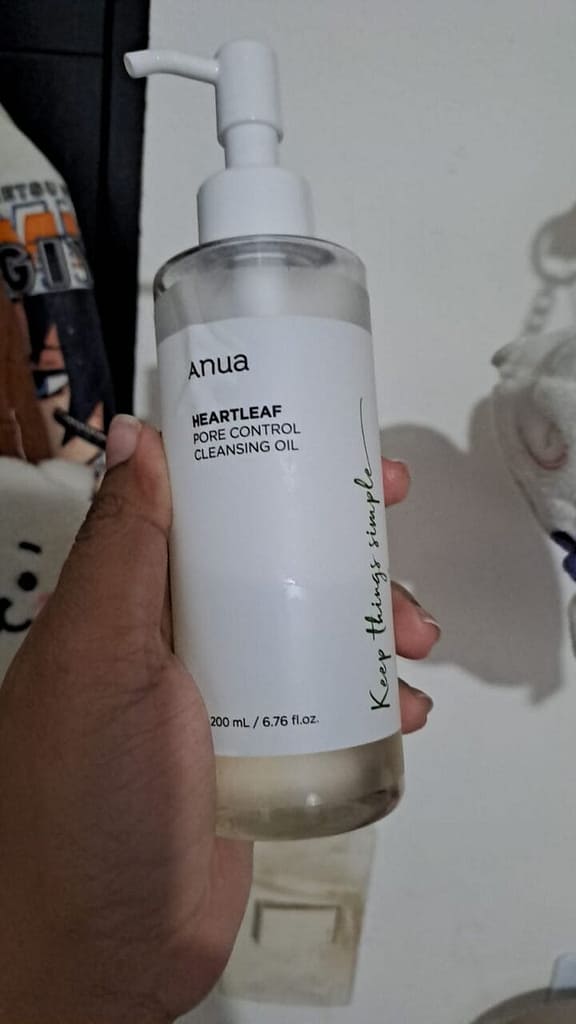 Anua
HEARTLEAF
PORE CONTROL
CLEANSING OIL
Keep things simple
200 mL / 6.76 fl.oz.